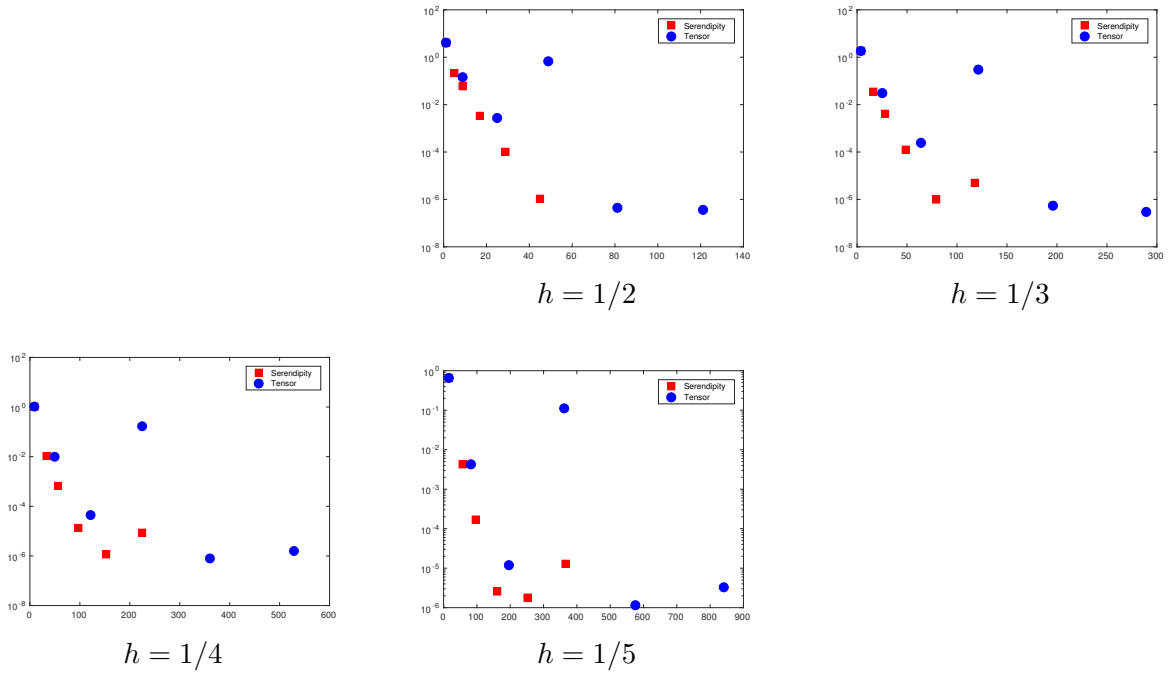 10^2
10^0
10^-2
10^-4
10^-6
10^-8
0 20 40 60 80 100 120 140
Serendipity
Tensor
h = 1/2
10^2
10^0
10^-2
10^-4
10^-6
10^-8
0 50 100 150 200 250 300
Serendipity
Tensor
h = 1/3
10^2
10^0
10^-2
10^-4
10^-6
10^-8
0 100 200 300 400 500 600
Serendipity
Tensor
h = 1/4
10^0
10^-1
10^-2
10^-3
10^-4
10^-5
10^-6
0 100 200 300 400 500 600 700 800 900
Serendipity
Tensor
h = 1/5